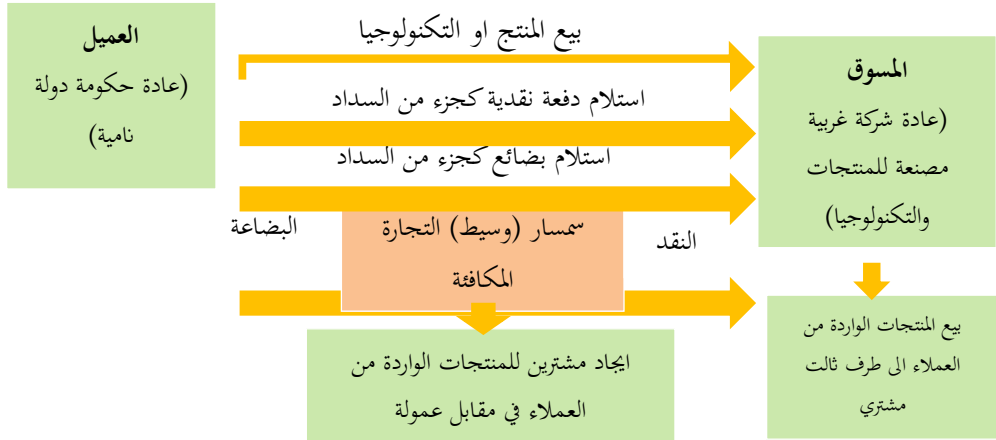 العميل
(عادة حكومة دولة
نامية)
بيع المنتج او التكنولوجيا
استلام دفعة نقدية كجزء من السداد
استلام بضائع كجزء من السداد
المسوق
(عادة شركة غربية
مصنعة للمنتجات
والتكنولوجيا)
البضاعة
سمسار (وسيط) التجارة
المكافئة
النقد
ايجاد مشترين للمنتجات الواردة من
العملاء في مقابل عمولة
بيع المنتجات الواردة من
العملاء الى طرف ثالت
مشتري